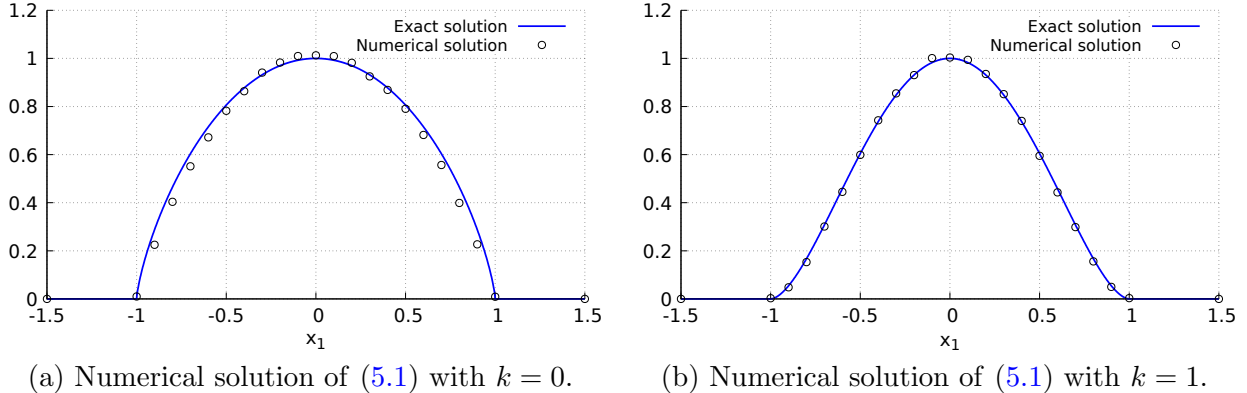 1.2
1
0.8
0.6
0.4
0.2
0
-1.5 -1 -0.5 0 0.5 1 1.5
x1
Exact solution
Numerical solution
(a) Numerical solution of (5.1) with k = 0.
1.2
1
0.8
0.6
0.4
0.2
0
-1.5 -1 -0.5 0 0.5 1 1.5
x1
Exact solution
Numerical solution
(b) Numerical solution of (5.1) with k = 1.